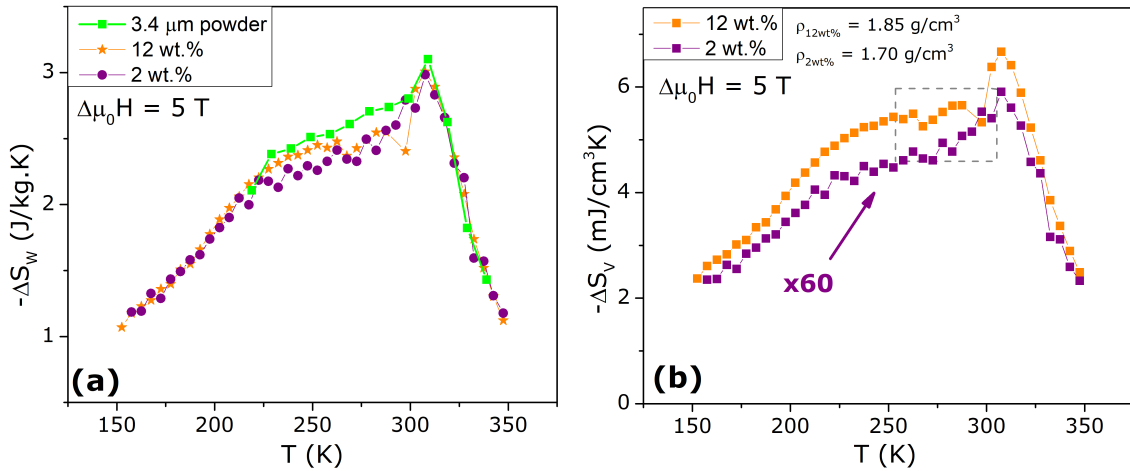 3.4 μm powder
12 wt.%
2 wt.%
Δμ₀H = 5 T
-ΔS_W (J/kg.K)
3
2
1
(a)
150 200 250 300 350
T (K)
12 wt.%
2 wt.%
ρ₁₂wt% = 1.85 g/cm³
ρ₂wt% = 1.70 g/cm³
Δμ₀H = 5 T
-ΔS_V (mJ/cm³K)
6
4
2
0
x60
(b)
150 200 250 300 350
T (K)